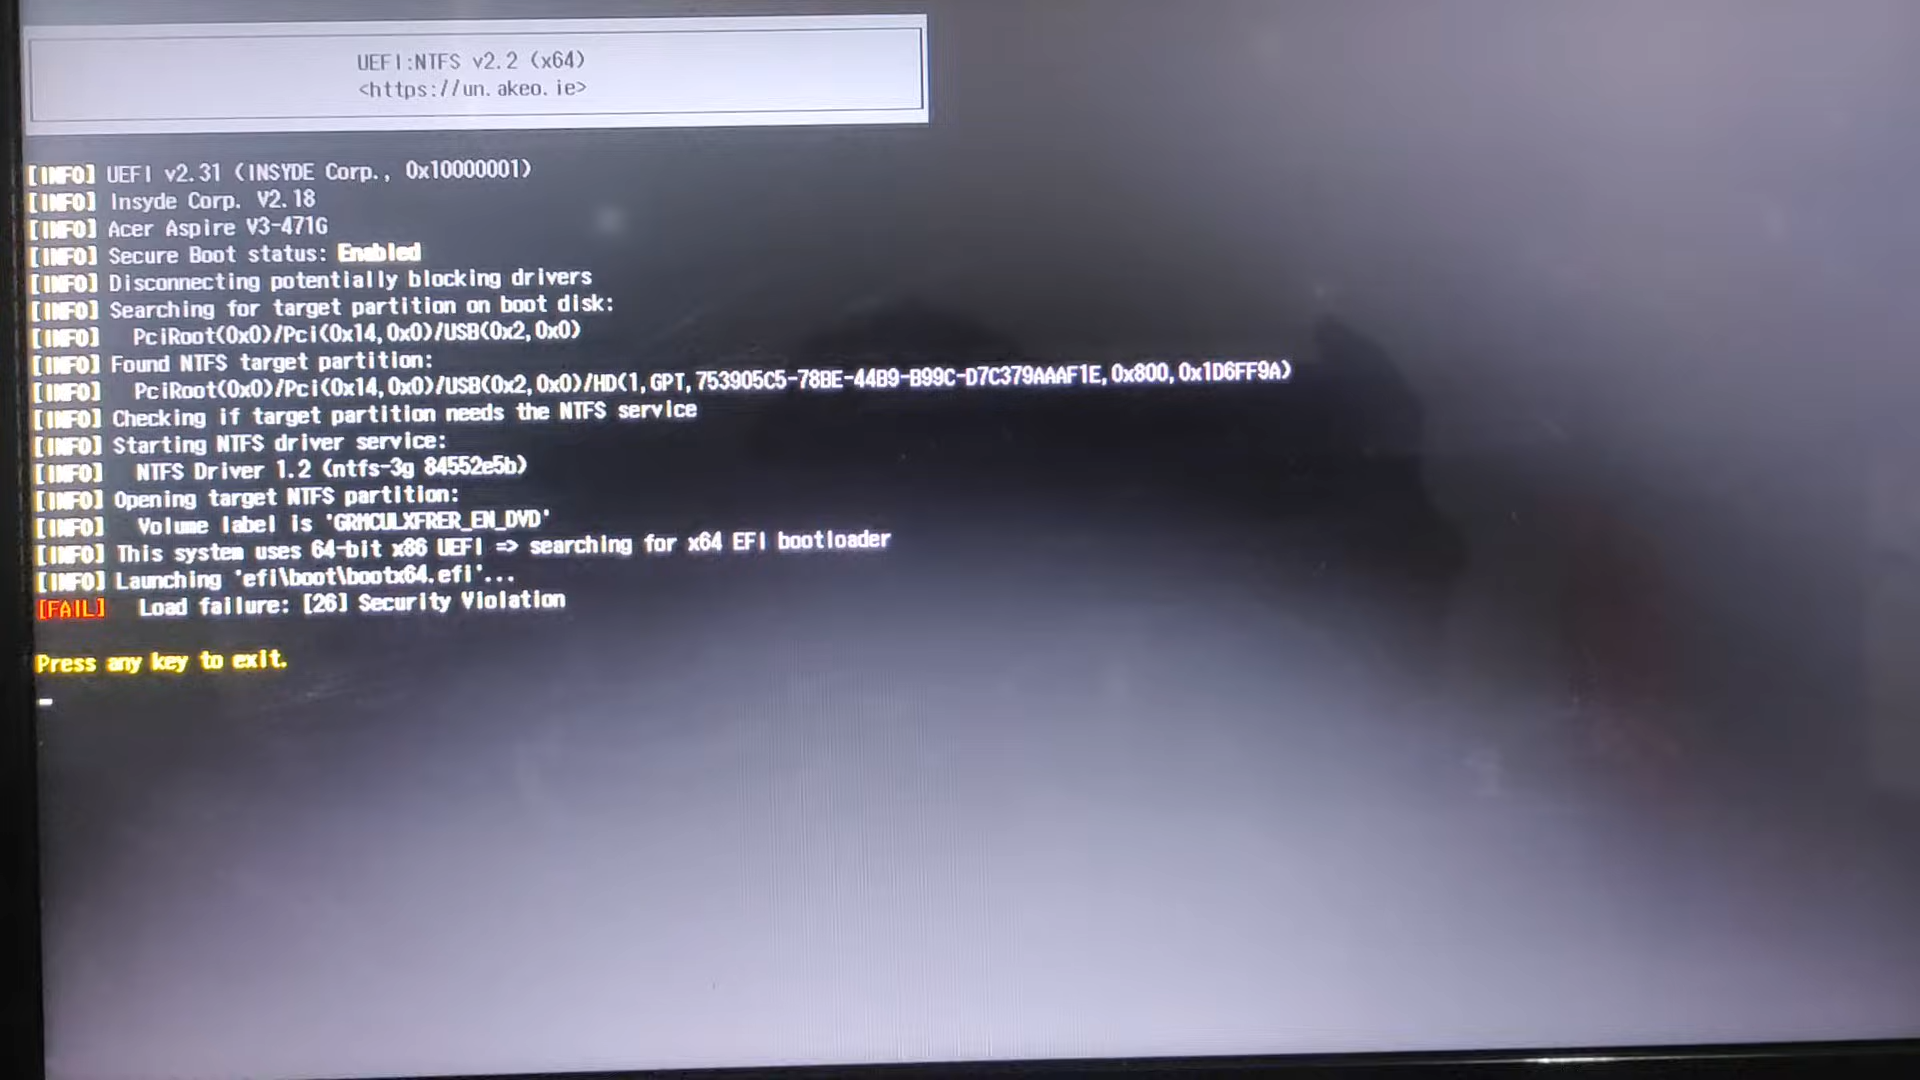 UEFI:NTFS v2.2 (x64)
<https://un.akeo.ie>
[INFO] UEFI v2.31 (INSYDE Corp., 0x10000001)
[INFO] Insyde Corp. V2.18
[INFO] Acer Aspire V3-471G
[INFO] Secure Boot status: Enabled
[INFO] Disconnecting potentially blocking drivers
[INFO] Searching for target partition on boot disk:
[INFO]   PciRoot(0x0)/Pci(0x14,0x0)/USB(0x2,0x0)
[INFO] Found NTFS target partition:
[INFO]   PciRoot(0x0)/Pci(0x14,0x0)/USB(0x2,0x0)/HD(1,GPT,753905C5-78BE-44B9-B99C-D7C379AAAF1E,0x800,0x1D6FF9A)
[INFO] Checking if target partition needs the NTFS service
[INFO] Starting NTFS driver service:
[INFO]   NTFS Driver 1.2 (ntfs-3g 84552e5b)
[INFO] Opening target NTFS partition:
[INFO]   Volume label is 'GRMCULXFRER_EN_DVD'
[INFO] This system uses 64-bit x86 UEFI => searching for x64 EFI bootloader
[INFO] Launching 'efi\boot\bootx64.efi'...
[FAIL]   Load failure: [26] Security Violation
Press any key to exit.